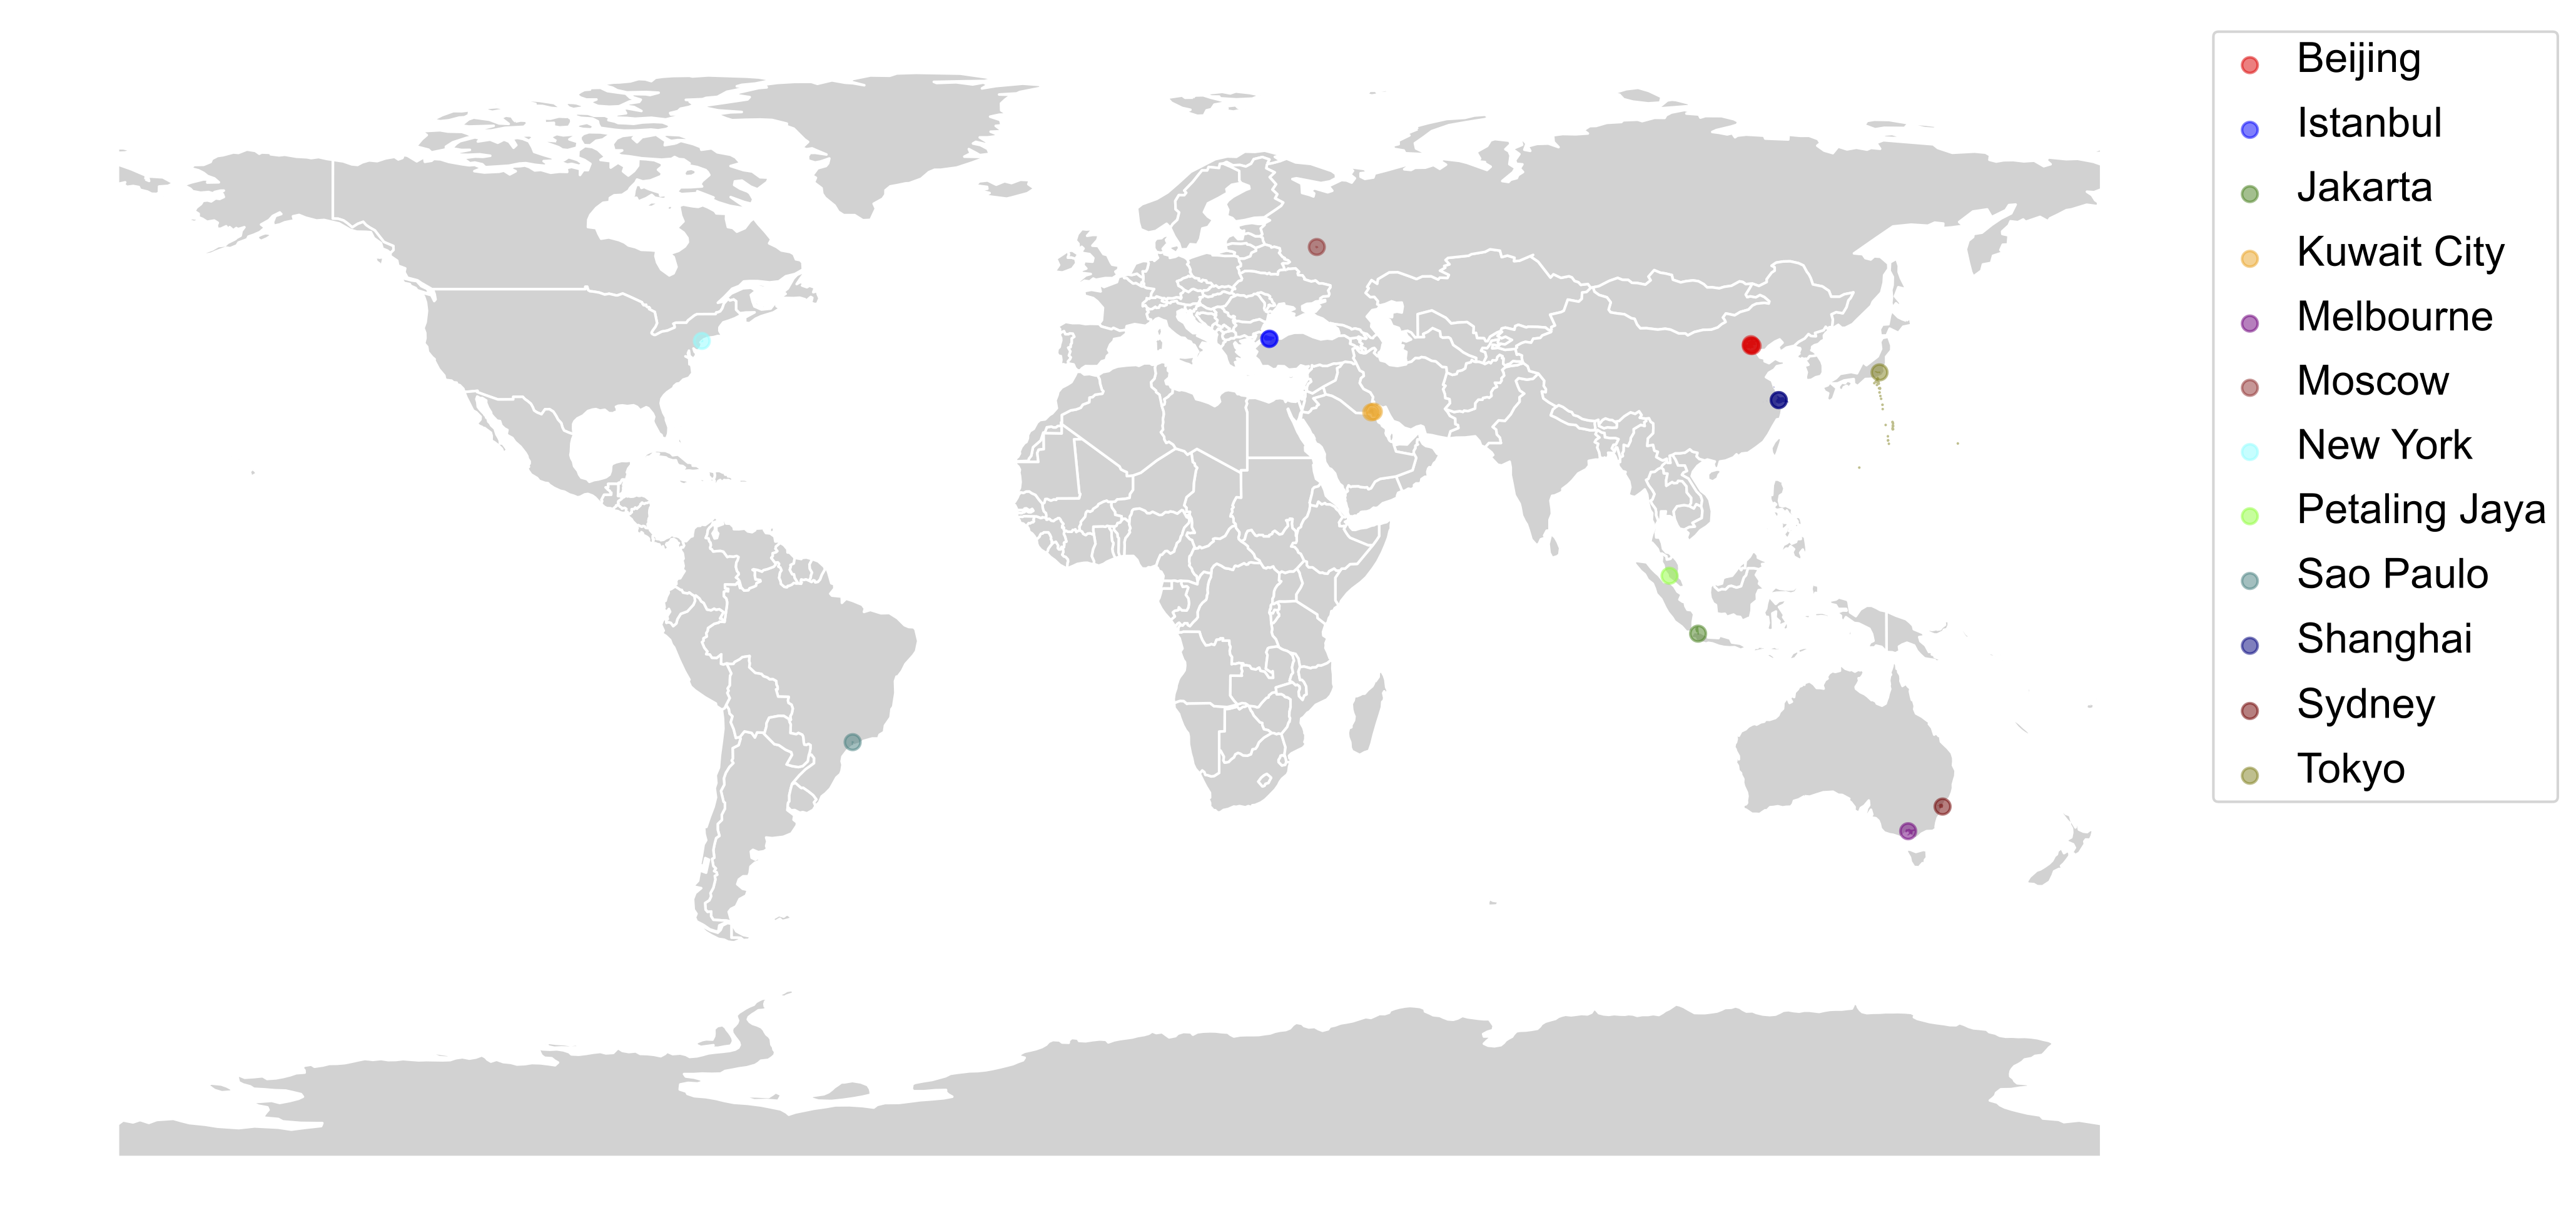 Beijing
Istanbul
Jakarta
Kuwait City
Melbourne
Moscow
New York
Petaling Jaya
Sao Paulo
Shanghai
Sydney
Tokyo